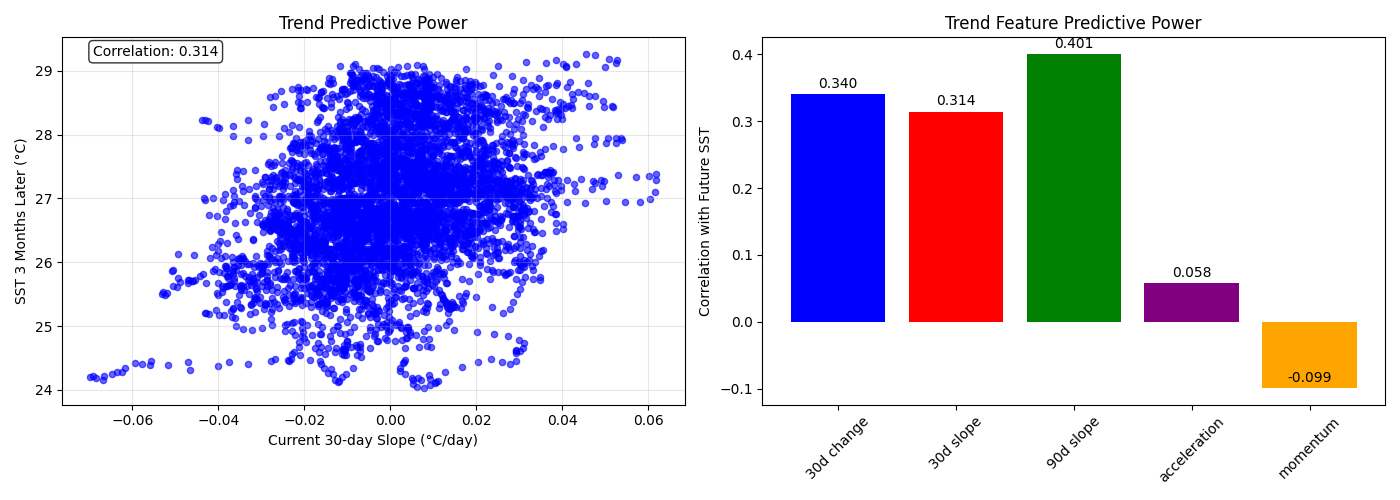 Trend Predictive Power
Correlation: 0.314
SST 3 Months Later (°C)
29
28
27
26
25
24
−0.06
−0.04
−0.02
0.00
0.02
0.04
0.06
Current 30-day Slope (°C/day)
Trend Feature Predictive Power
Correlation with Future SST
0.4
0.3
0.2
0.1
0.0
−0.1
0.340
0.314
0.401
0.058
-0.099
30d change
30d slope
90d slope
acceleration
momentum